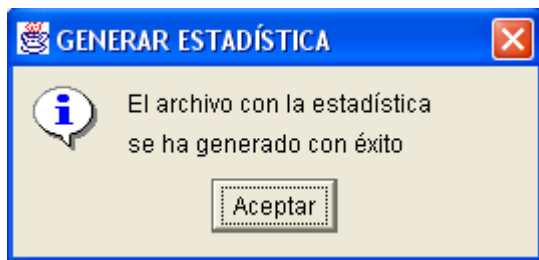 GENERAR ESTADÍSTICA
El archivo con la estadística
se ha generado con éxito
Aceptar